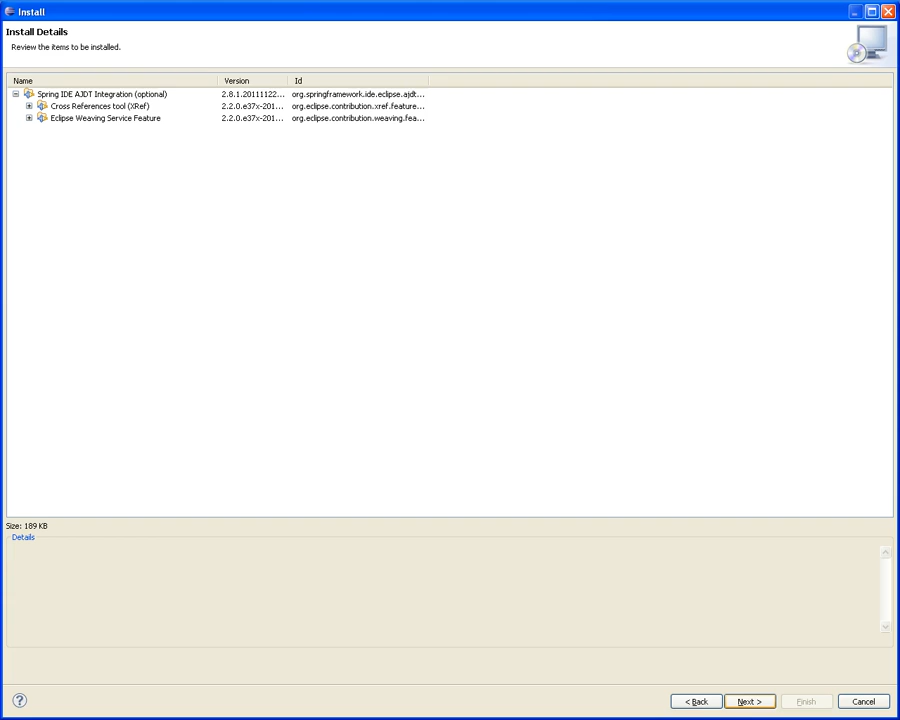 Install
Install Details
Review the items to be installed.
Name Version Id
Spring IDE AJDT Integration (optional) 2.8.1.20111122... org.springframework.ide.eclipse.ajdt...
Cross References tool (XRef) 2.2.0.e37x-201... org.eclipse.contribution.xref.feature...
Eclipse Weaving Service Feature 2.2.0.e37x-201... org.eclipse.contribution.weaving.fea...
Size: 189 KB
Details
< Back Next > Finish Cancel